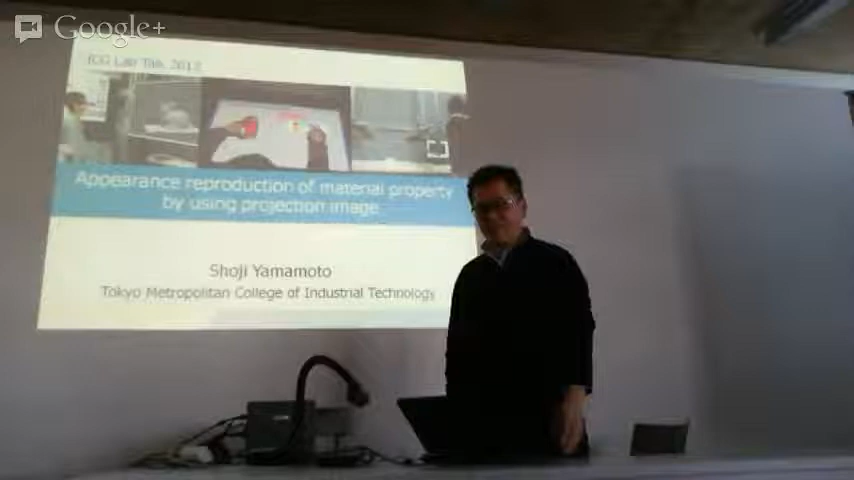 Google+
ICG Lab Talk, 2013
Appearance reproduction of material property
by using projection image
Shoji Yamamoto
Tokyo Metropolitan College of Industrial Technology